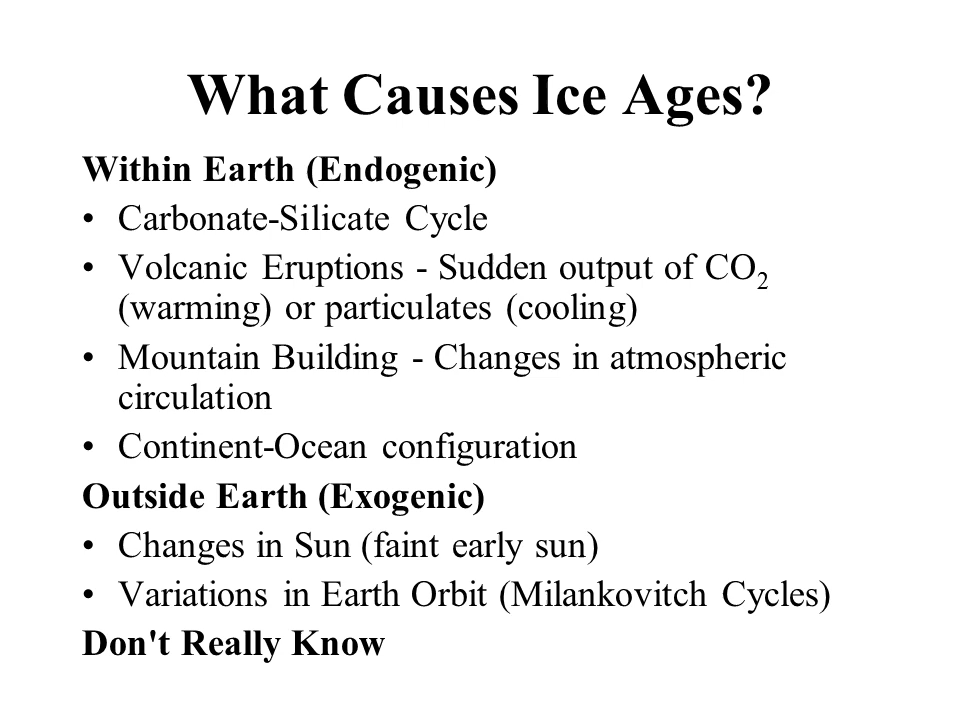 What Causes Ice Ages?
Within Earth (Endogenic)
• Carbonate-Silicate Cycle
• Volcanic Eruptions - Sudden output of CO₂
(warming) or particulates (cooling)
• Mountain Building - Changes in atmospheric
circulation
• Continent-Ocean configuration
Outside Earth (Exogenic)
• Changes in Sun (faint early sun)
• Variations in Earth Orbit (Milankovitch Cycles)
Don't Really Know